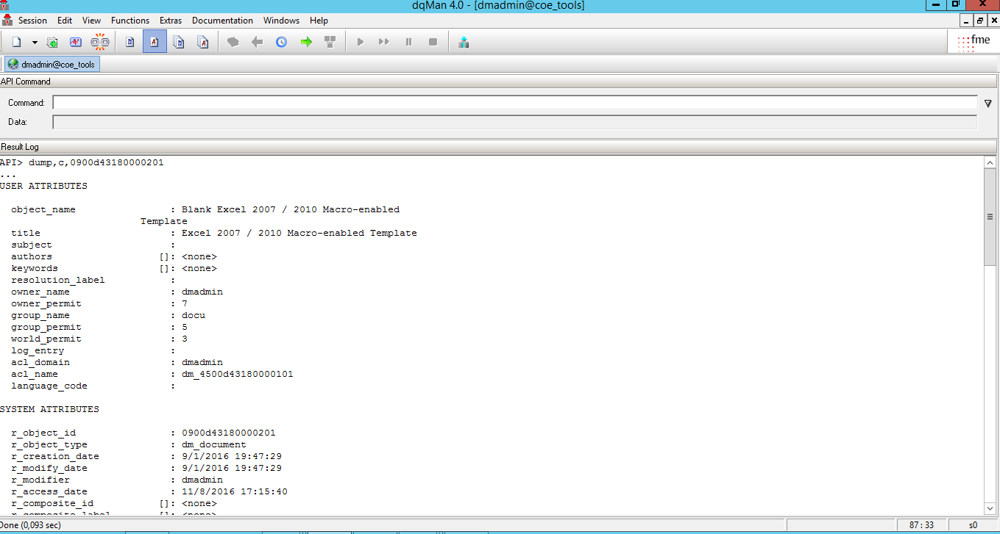 dqMan 4.0 - [dmadmin@coe_tools]
Session Edit View Functions Extras Documentation Windows Help
fme
dmadmin@coe_tools
API Command
Command:
Data:
Result Log
API> dump,c,0900d43180000201
...
USER ATTRIBUTES
object_name : Blank Excel 2007 / 2010 Macro-enabled
Template
title : Excel 2007 / 2010 Macro-enabled Template
subject :
authors []: <none>
keywords []: <none>
resolution_label :
owner_name : dmadmin
owner_permit : 7
group_name : docu
group_permit : 5
world_permit : 3
log_entry :
acl_domain : dmadmin
acl_name : dm_4500d43180000101
language_code :
SYSTEM ATTRIBUTES
r_object_id : 0900d43180000201
r_object_type : dm_document
r_creation_date : 9/1/2016 19:47:29
r_modify_date : 9/1/2016 19:47:29
r_modifier : dmadmin
r_access_date : 11/8/2016 17:15:40
r_composite_id []: <none>
r_composite_label []: <none>
Done (0,093 sec) 87:33 s0